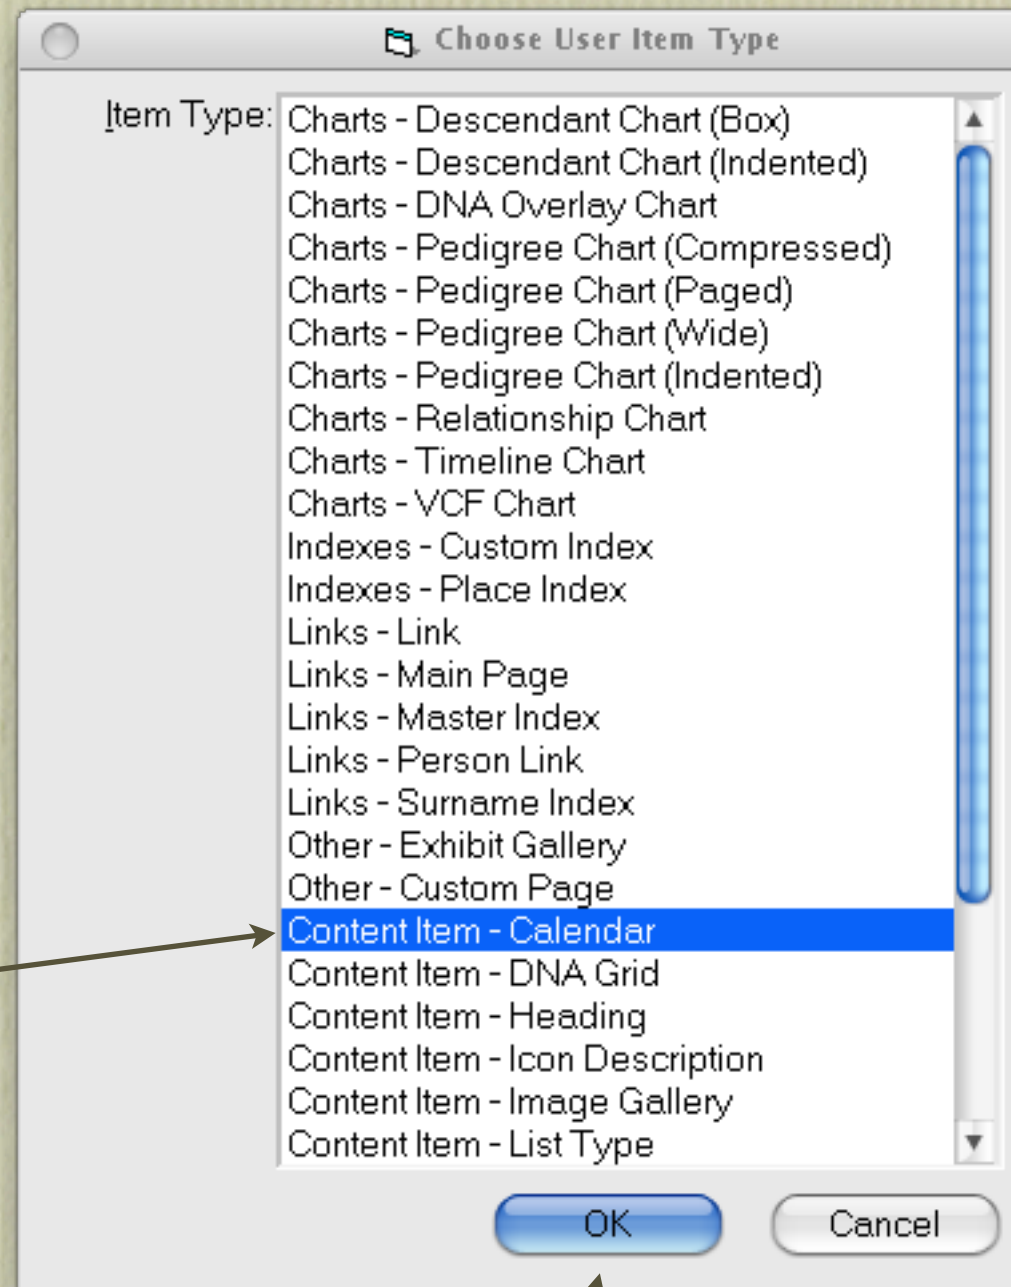 Choose User Item Type
Item Type:
Charts - Descendant Chart (Box)
Charts - Descendant Chart (Indented)
Charts - DNA Overlay Chart
Charts - Pedigree Chart (Compressed)
Charts - Pedigree Chart (Paged)
Charts - Pedigree Chart (Wide)
Charts - Pedigree Chart (Indented)
Charts - Relationship Chart
Charts - Timeline Chart
Charts - VCF Chart
Indexes - Custom Index
Indexes - Place Index
Links - Link
Links - Main Page
Links - Master Index
Links - Person Link
Links - Surname Index
Other - Exhibit Gallery
Other - Custom Page
Content Item - Calendar
Content Item - DNA Grid
Content Item - Heading
Content Item - Icon Description
Content Item - Image Gallery
Content Item - List Type
OK Cancel